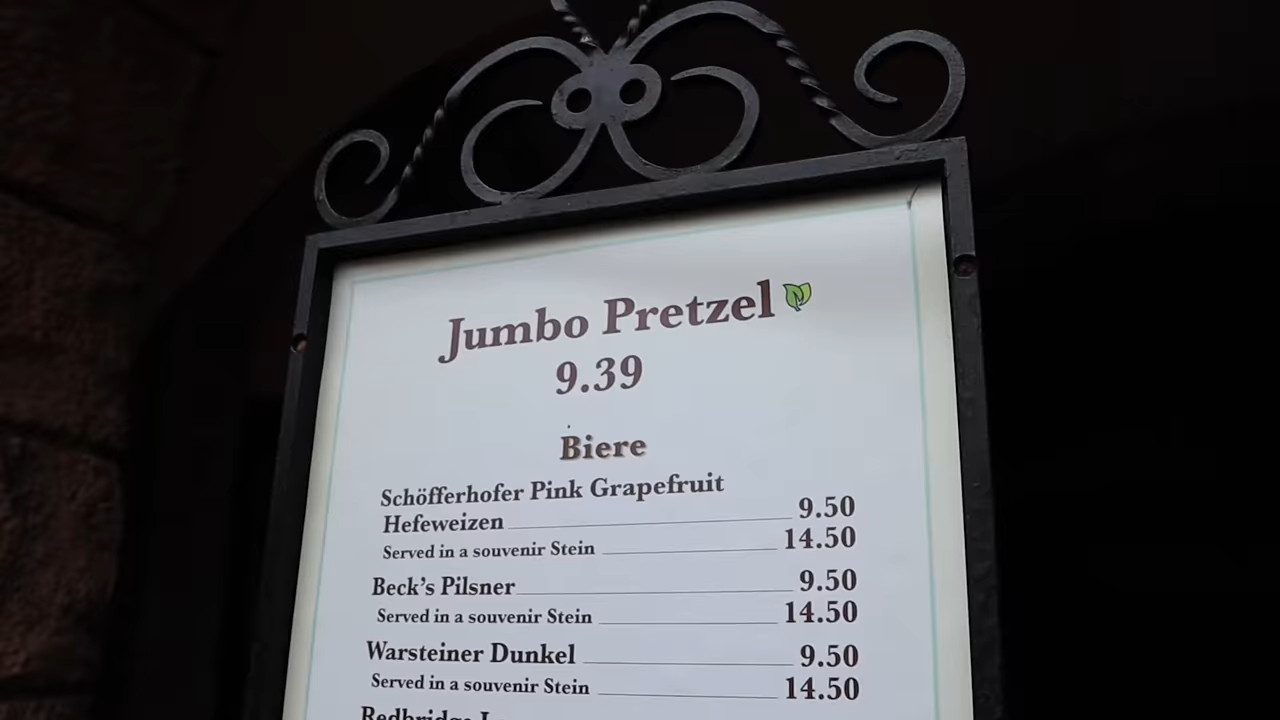 Jumbo Pretzel
9.39
Biere
Schöfferhofer Pink Grapefruit
Hefeweizen 9.50
Served in a souvenir Stein 14.50
Beck's Pilsner 9.50
Served in a souvenir Stein 14.50
Warsteiner Dunkel 9.50
Served in a souvenir Stein 14.50
Redbridge